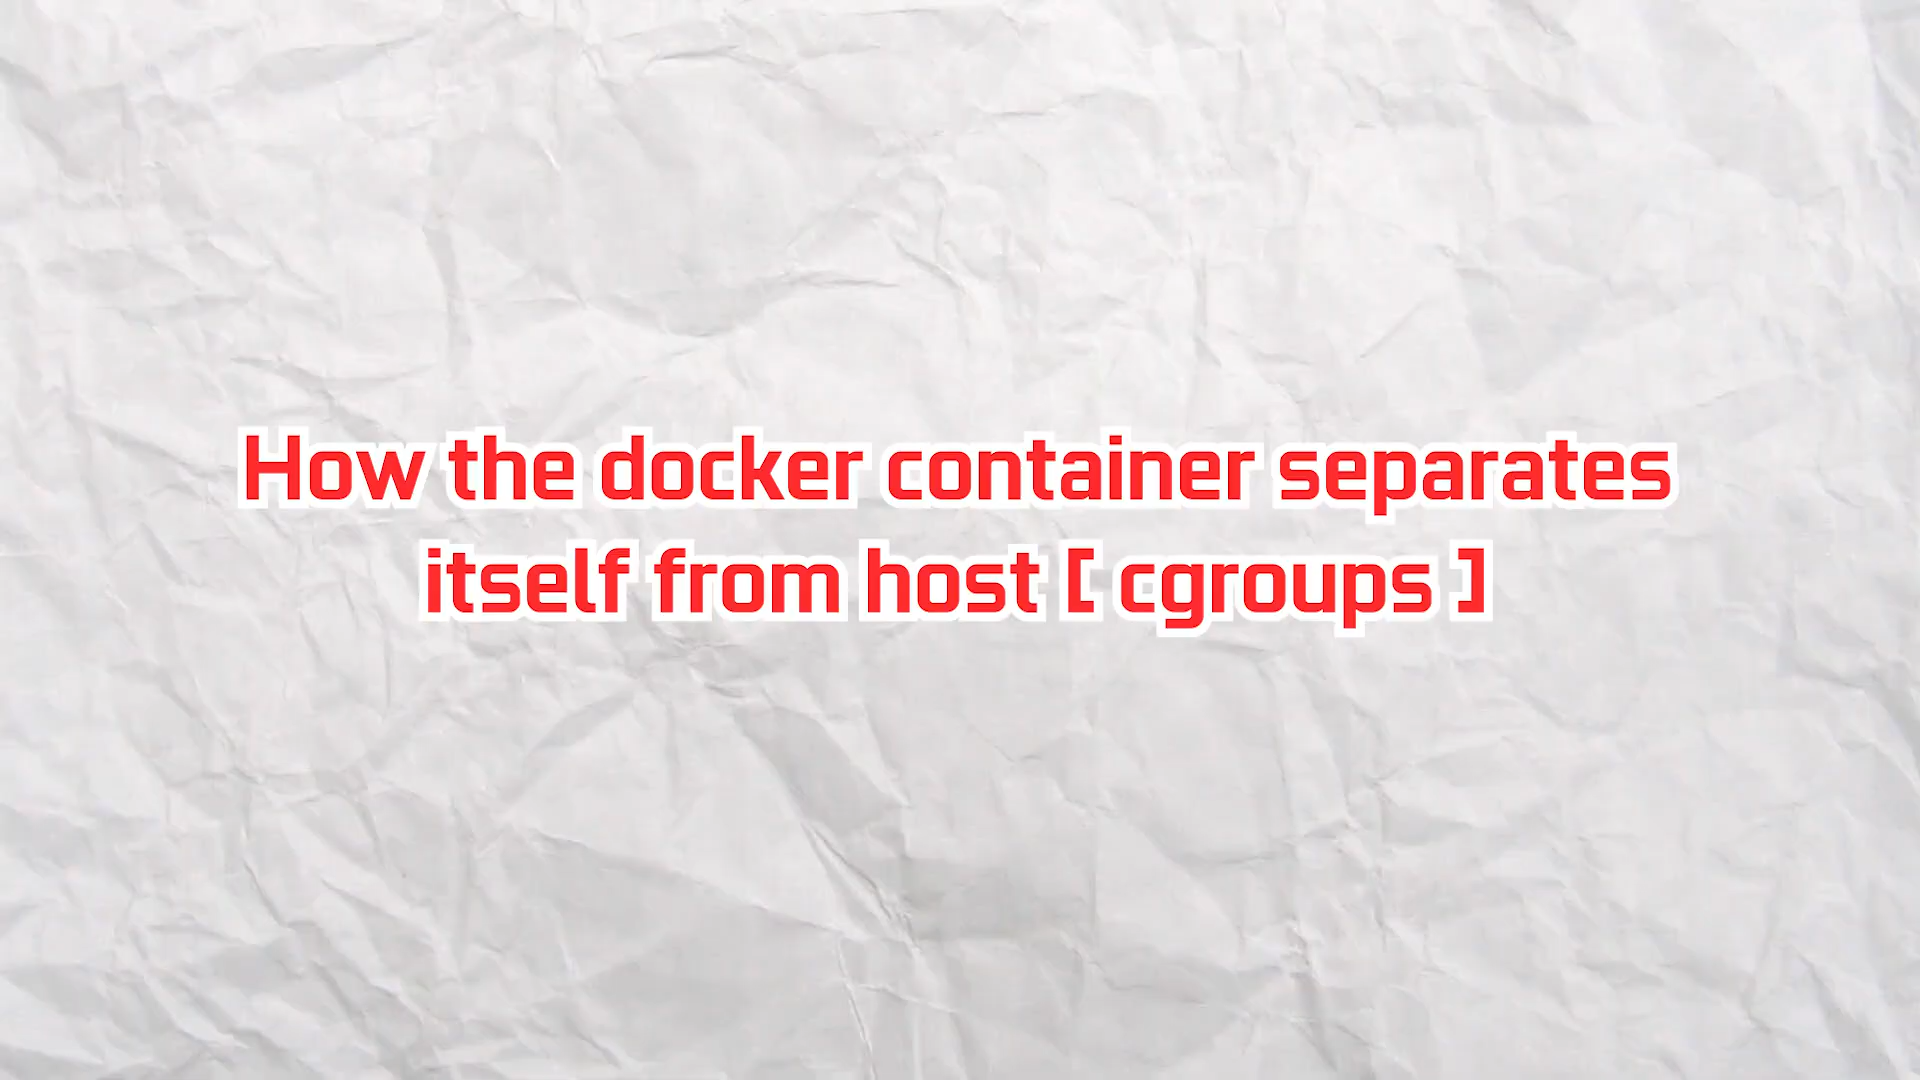 How the docker container separates
itself from host [ cgroups ]